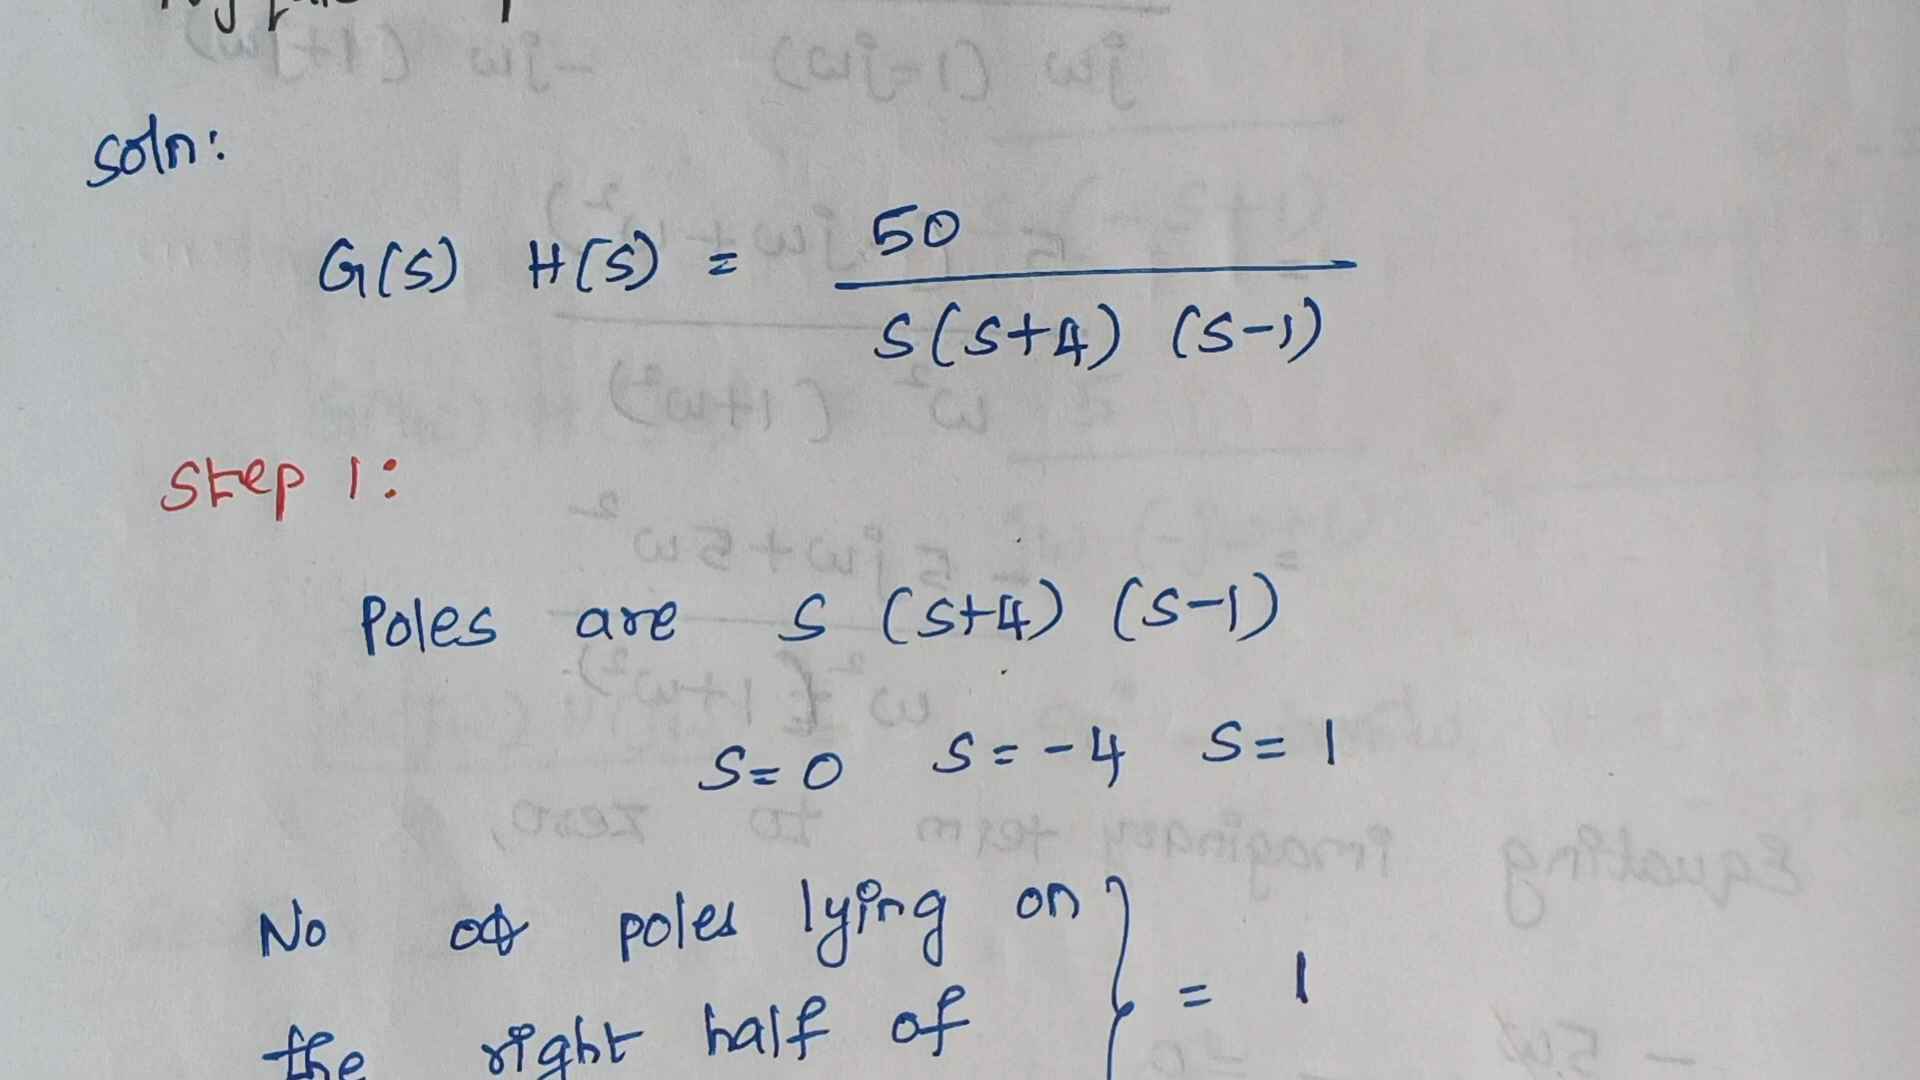 Soln:
G(S) H(S) = 50
S(S+4) (S-1)
Step 1:
Poles are S (S+4) (S-1)
S=0 S=-4 S=1
No of poles lying on
= 1
the right half of